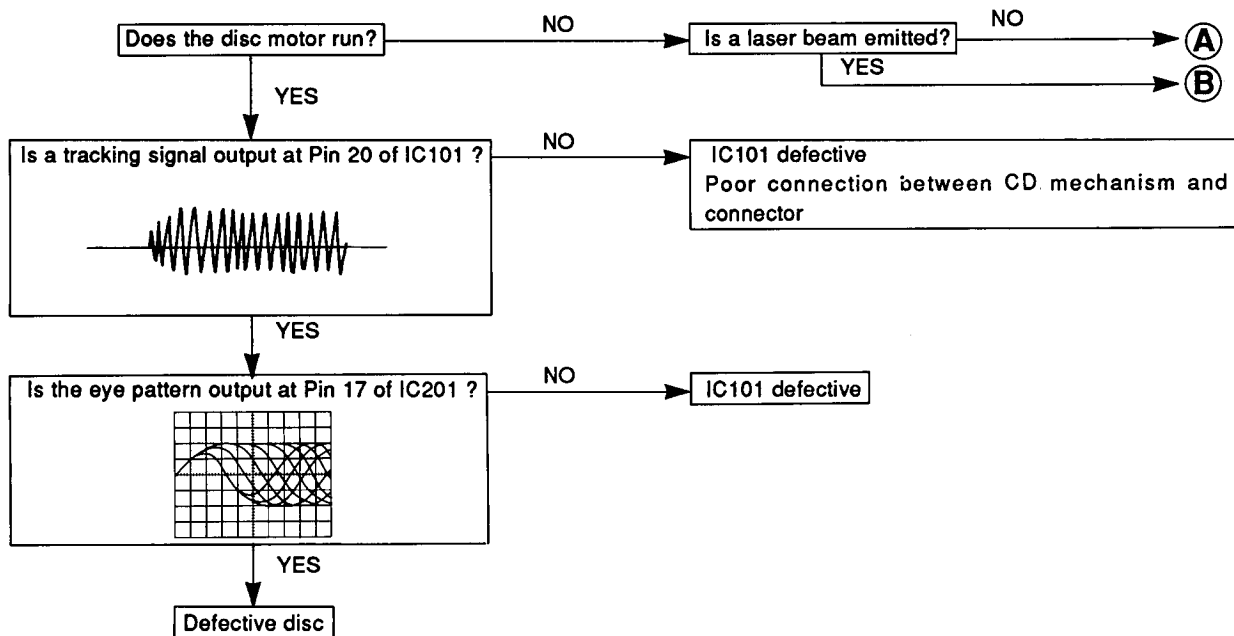 Does the disc motor run?
NO
Is a laser beam emitted?
NO
A
YES
B
YES
Is a tracking signal output at Pin 20 of IC101 ?
NO
IC101 defective
Poor connection between CD mechanism and
connector
YES
Is the eye pattern output at Pin 17 of IC201 ?
NO
IC101 defective
YES
Defective disc